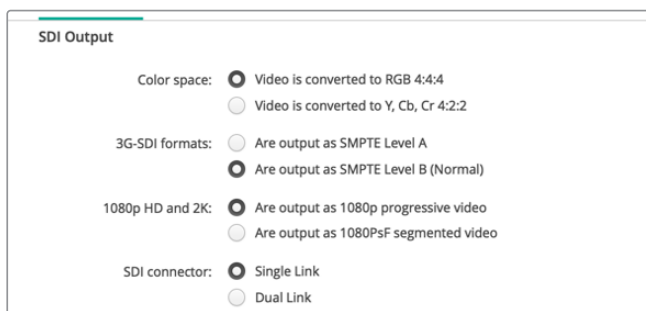 SDI Output
Color space: Video is converted to RGB 4:4:4
Video is converted to Y, Cb, Cr 4:2:2
3G-SDI formats: Are output as SMPTE Level A
Are output as SMPTE Level B (Normal)
1080p HD and 2K: Are output as 1080p progressive video
Are output as 1080PsF segmented video
SDI connector: Single Link
Dual Link